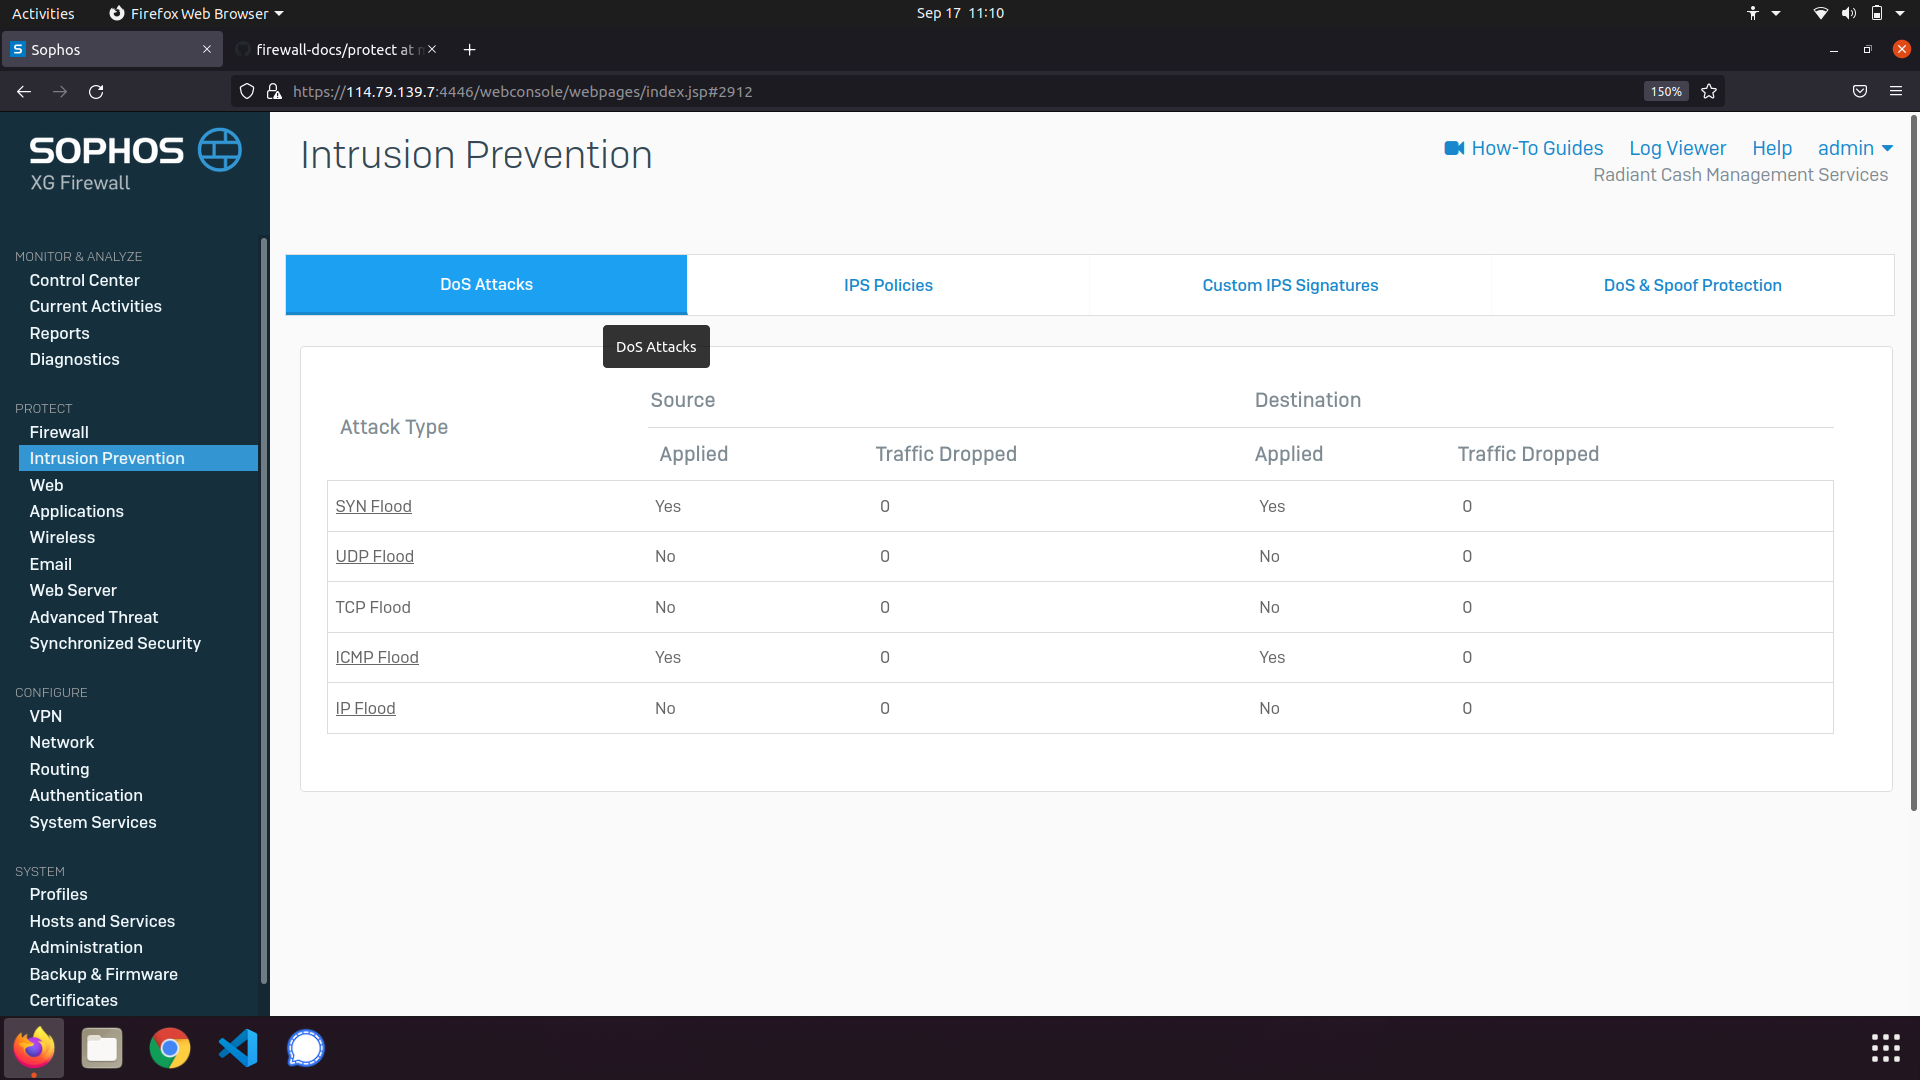 Activities Firefox Web Browser Sep 17 11:10
Sophos firewall-docs/protect at
https://114.79.139.7:4446/webconsole/webpages/index.jsp#2912 150%
SOPHOS
XG Firewall
MONITOR & ANALYZE
Control Center
Current Activities
Reports
Diagnostics
PROTECT
Firewall
Intrusion Prevention
Web
Applications
Wireless
Email
Web Server
Advanced Threat
Synchronized Security
CONFIGURE
VPN
Network
Routing
Authentication
System Services
SYSTEM
Profiles
Hosts and Services
Administration
Backup & Firmware
Certificates
Intrusion Prevention
How-To Guides Log Viewer Help admin
Radiant Cash Management Services
DoS Attacks IPS Policies Custom IPS Signatures DoS & Spoof Protection
DoS Attacks
Source Destination
Attack Type
Applied Traffic Dropped Applied Traffic Dropped
SYN Flood Yes 0 Yes 0
UDP Flood No 0 No 0
TCP Flood No 0 No 0
ICMP Flood Yes 0 Yes 0
IP Flood No 0 No 0